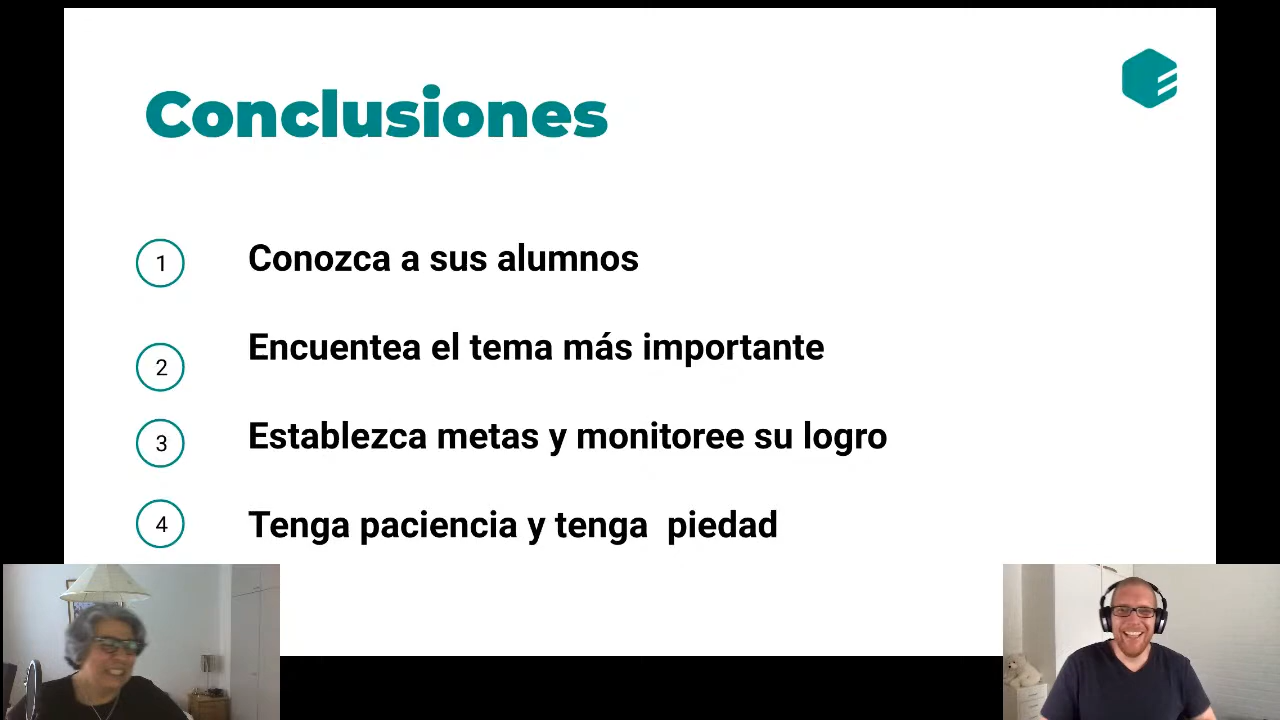 Conclusiones
1 Conozca a sus alumnos
2 Encuentea el tema más importante
3 Establezca metas y monitoree su logro
4 Tenga paciencia y tenga  piedad